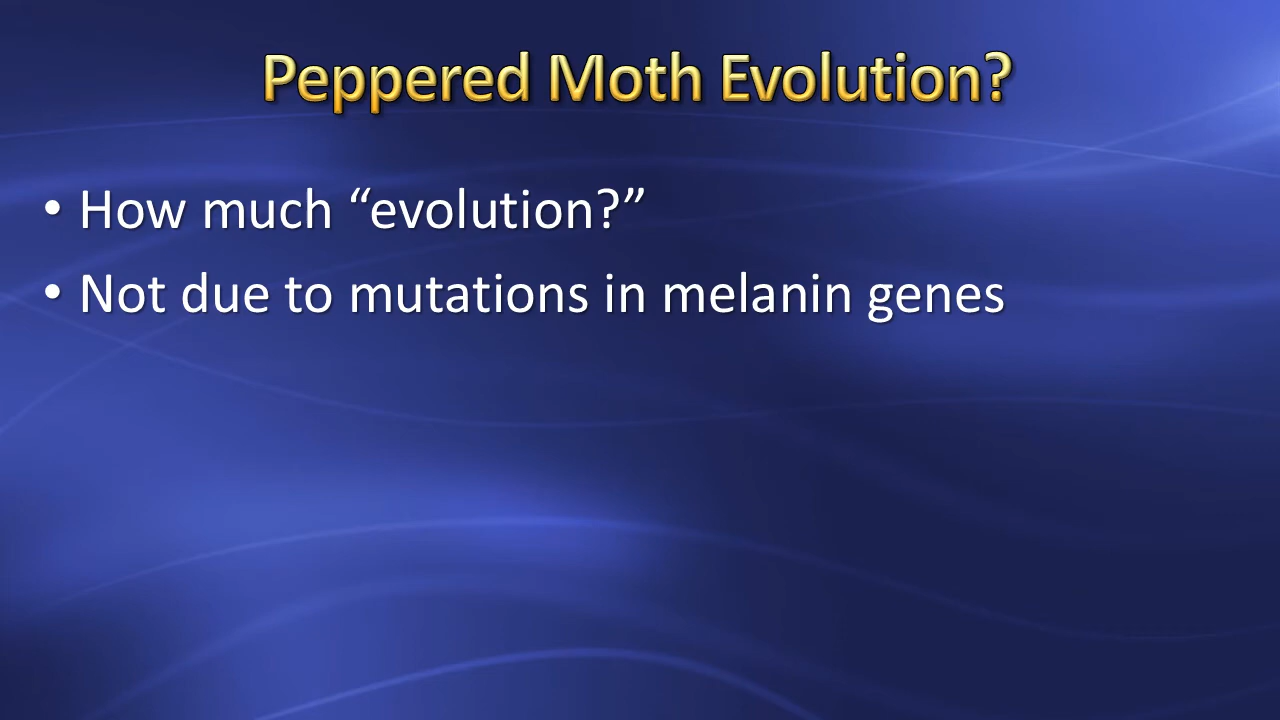 Peppered Moth Evolution?
• How much “evolution?”
• Not due to mutations in melanin genes